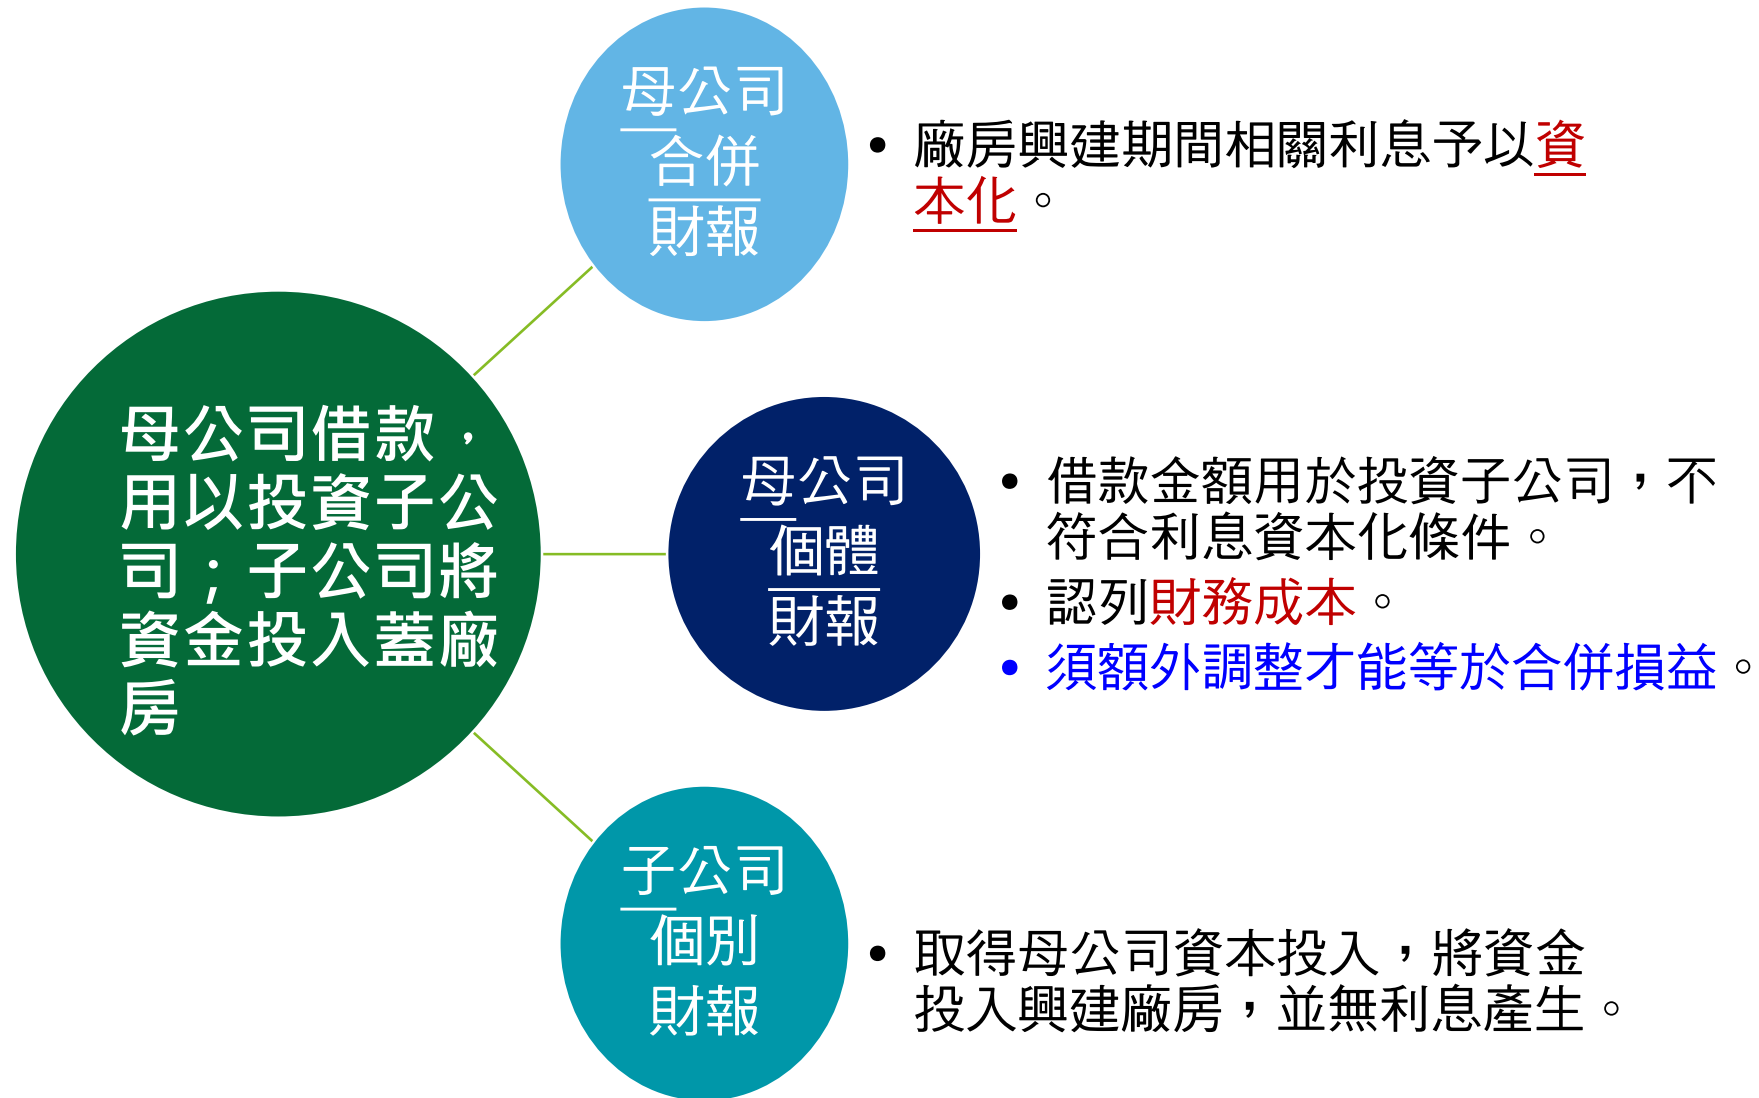 母公司借款，
用以投資子公
司；子公司將
資金投入蓋廠
房
母公司
合併
財報
• 廠房興建期間相關利息予以資
本化。
母公司
個體
財報
• 借款金額用於投資子公司，不
符合利息資本化條件。
• 認列財務成本。
• 須額外調整才能等於合併損益。
子公司
個別
財報
• 取得母公司資本投入，將資金
投入興建廠房，並無利息產生。